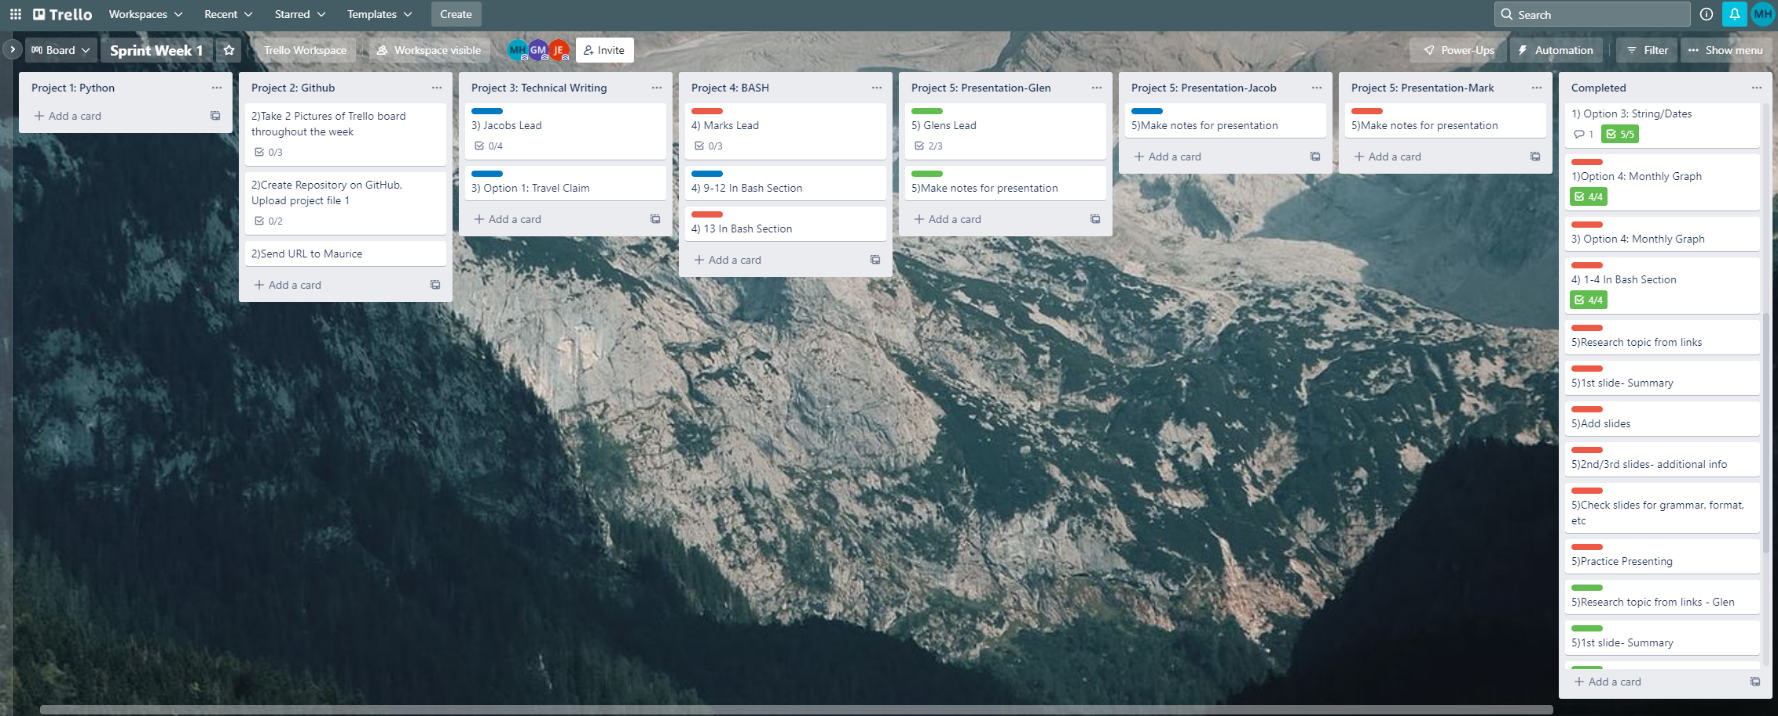 Trello
Workspaces
Recent
Starred
Templates
Create
Search
MH
Board
Sprint Week 1
Trello Workspace
Workspace visible
MH
GM
JE
Invite
Power-Ups
Automation
Filter
Show menu
Project 1: Python
Add a card
Project 2: Github
2)Take 2 Pictures of Trello board
throughout the week
0/3
2)Create Repository on GitHub,
Upload project file 1
0/2
2)Send URL to Maurice
Add a card
Project 3: Technical Writing
3) Jacobs Lead
0/4
3) Option 1: Travel Claim
Add a card
Project 4: BASH
4) Marks Lead
0/3
4) 9-12 In Bash Section
4) 13 In Bash Section
Add a card
Project 5: Presentation-Glen
5) Glens Lead
2/3
5)Make notes for presentation
Add a card
Project 5: Presentation-Jacob
5)Make notes for presentation
Add a card
Project 5: Presentation-Mark
5)Make notes for presentation
Add a card
Completed
1) Option 3: String/Dates
1 5/5
1)Option 4: Monthly Graph
4/4
3) Option 4: Monthly Graph
4) 1-4 In Bash Section
4/4
5)Research topic from links
5)1st slide- Summary
5)Add slides
5)2nd/3rd slides- additional info
5)Check slides for grammar, format,
etc
5)Practice Presenting
5)Research topic from links - Glen
5)1st slide- Summary
Add a card